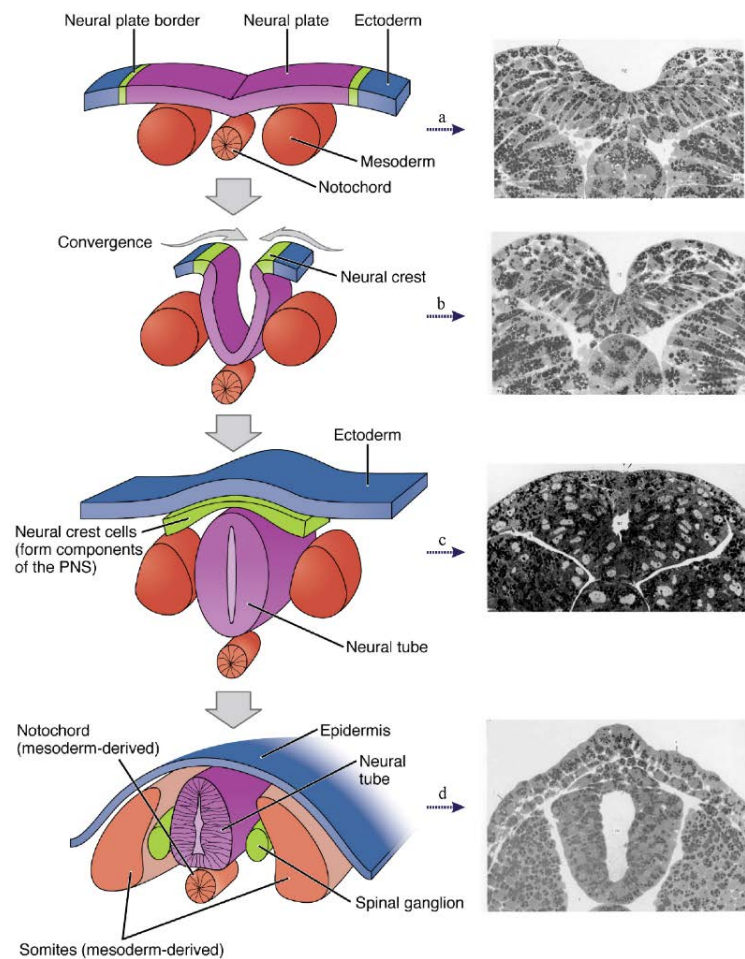 Neural plate border
Neural plate
Ectoderm
a
Mesoderm
Notochord
Convergence
Neural crest
b
Ectoderm
Neural crest cells
(form components
of the PNS)
c
Neural tube
Notochord
(mesoderm-derived)
Epidermis
Neural
tube
d
Spinal ganglion
Somites (mesoderm-derived)